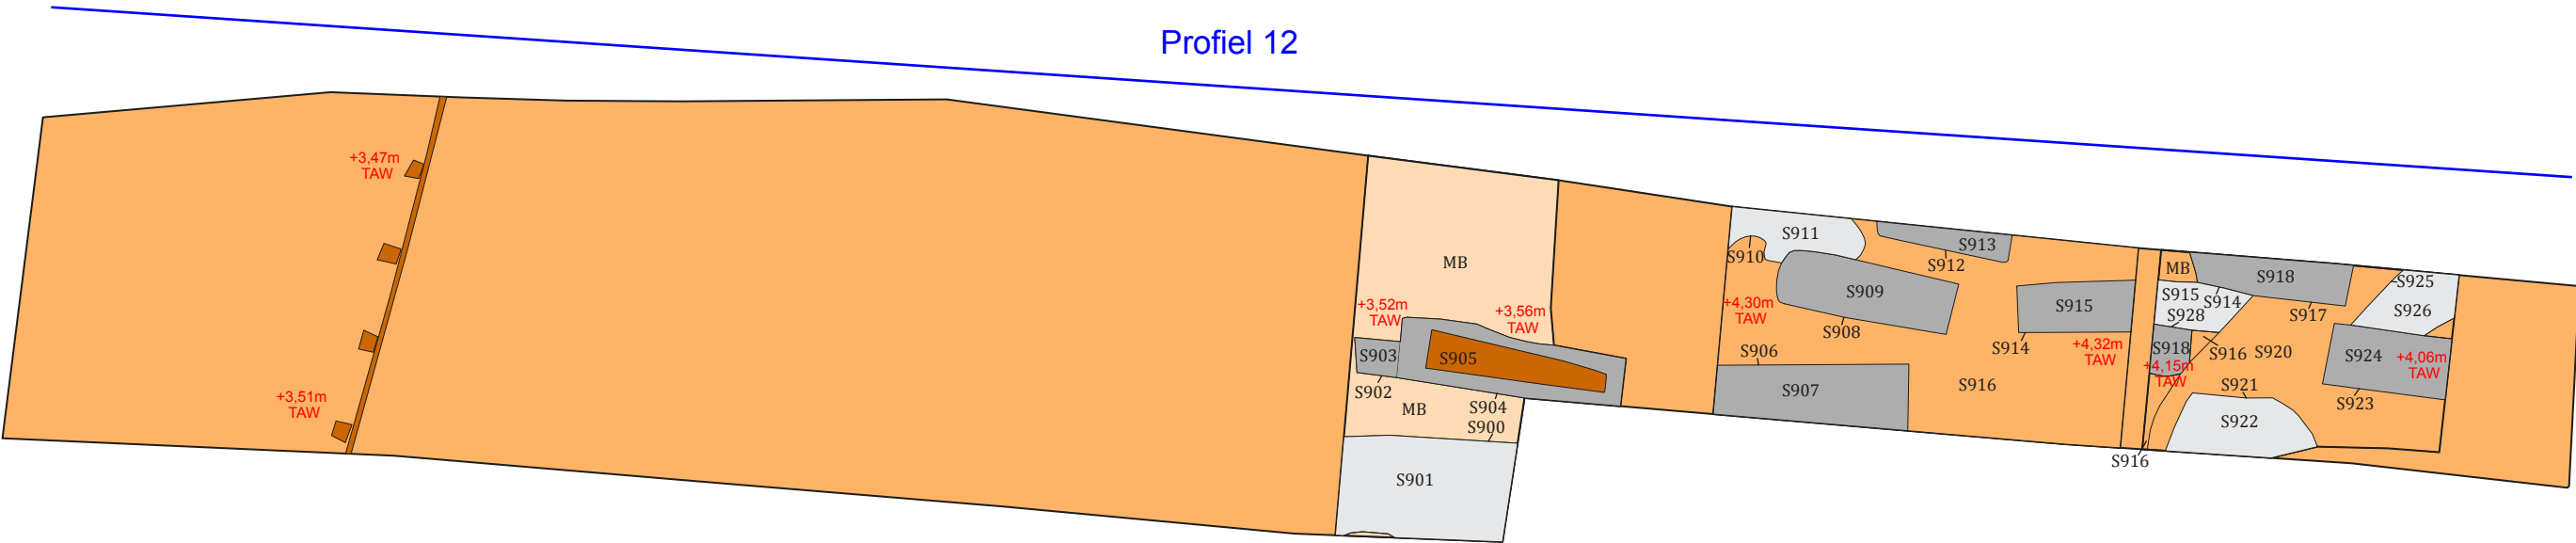 Profiel 12
+3,47m
TAW
+3,51m
TAW
MB
+3,52m
TAW
+3,56m
TAW
S903
S905
S902
MB
S904
S900
S901
S911
S910
S913
S912
S909
+4,30m
TAW
S908
S906
S907
S915
S914
+4,32m
TAW
S916
MB
S918
S915
S914
S928
S917
S925
S926
S918
+4,15m
TAW
S916
S920
S924
+4,06m
TAW
S921
S923
S922
S916